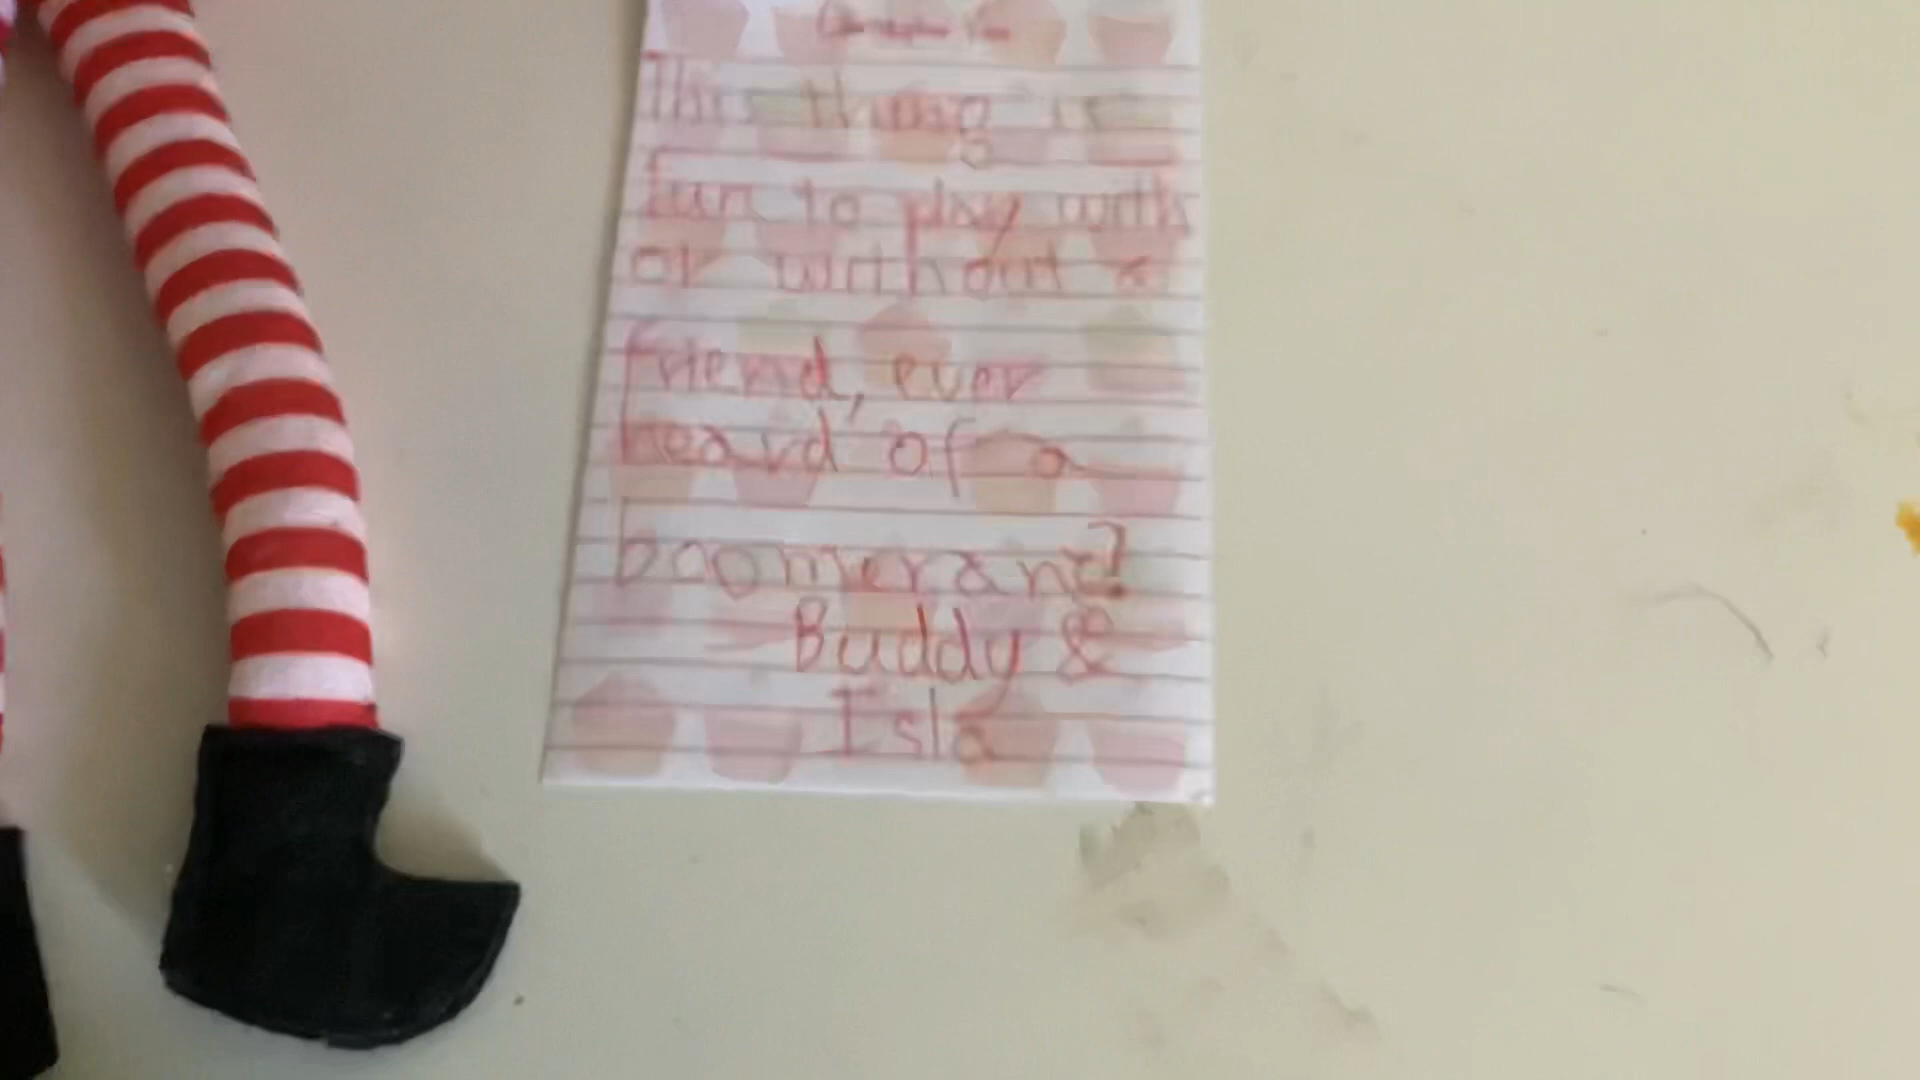 This thing is
fun to play with
or without a
friend, ever
heard of a
boomerang?
Buddy &
Isla